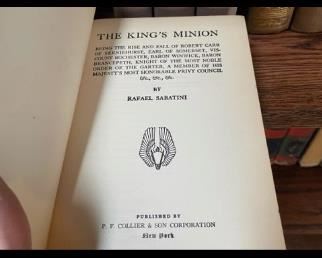 THE KING'S MINION
BEING THE RISE AND FALL OF ROBERT CARR
OF FERNIEHURST, EARL OF SOMERSET, VIS-
COUNT ROCHESTER, BARON WINWICK, BARON
BRANCEPETH, KNIGHT OF THE MOST NOBLE
ORDER OF THE GARTER, A MEMBER OF HIS
MAJESTY'S MOST HONORABLE PRIVY COUNCIL
&c., &c., &c.
BY
RAFAEL SABATINI
PUBLISHED BY
P. F. COLLIER & SON CORPORATION
New York